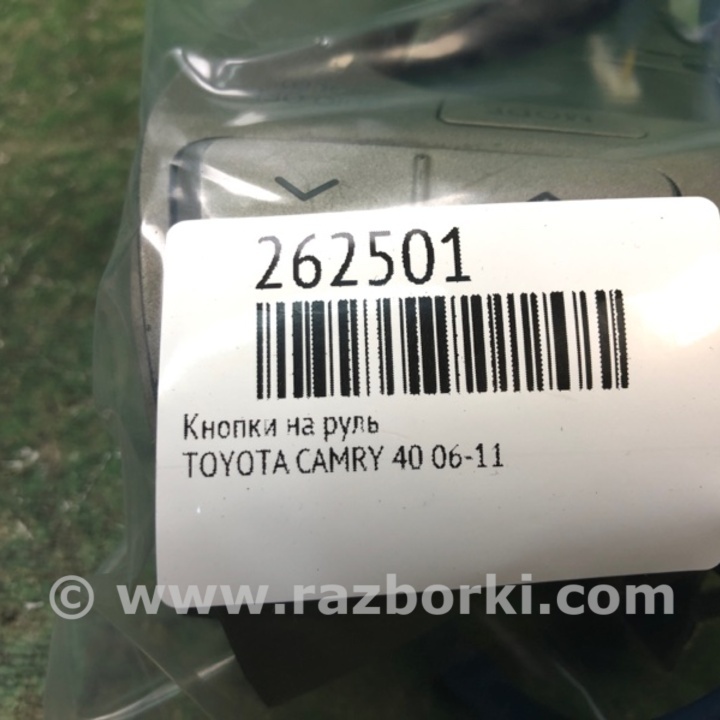 262501
Кнопки на руль
TOYOTA CAMRY 40 06-11
© www.razborki.com